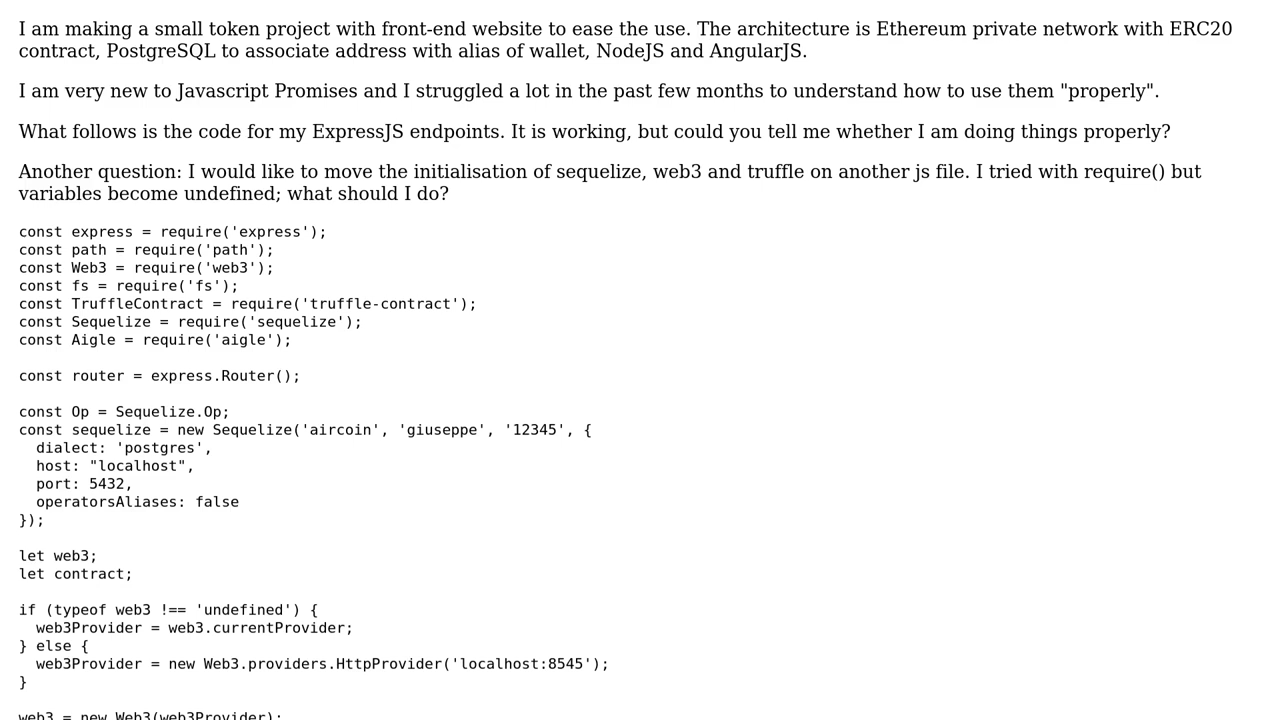 I am making a small token project with front-end website to ease the use. The architecture is Ethereum private network with ERC20
contract, PostgreSQL to associate address with alias of wallet, NodeJS and AngularJS.
I am very new to Javascript Promises and I struggled a lot in the past few months to understand how to use them "properly".
What follows is the code for my ExpressJS endpoints. It is working, but could you tell me whether I am doing things properly?
Another question: I would like to move the initialisation of sequelize, web3 and truffle on another js file. I tried with require() but
variables become undefined; what should I do?
const express = require('express');
const path = require('path');
const Web3 = require('web3');
const fs = require('fs');
const TruffleContract = require('truffle-contract');
const Sequelize = require('sequelize');
const Aigle = require('aigle');
const router = express.Router();
const Op = Sequelize.Op;
const sequelize = new Sequelize('aircoin', 'giuseppe', '12345', {
  dialect: 'postgres',
  host: "localhost",
  port: 5432,
  operatorsAliases: false
});
let web3;
let contract;
if (typeof web3 !== 'undefined') {
  web3Provider = web3.currentProvider;
} else {
  web3Provider = new Web3.providers.HttpProvider('localhost:8545');
}
web3 = new Web3(web3Provider);